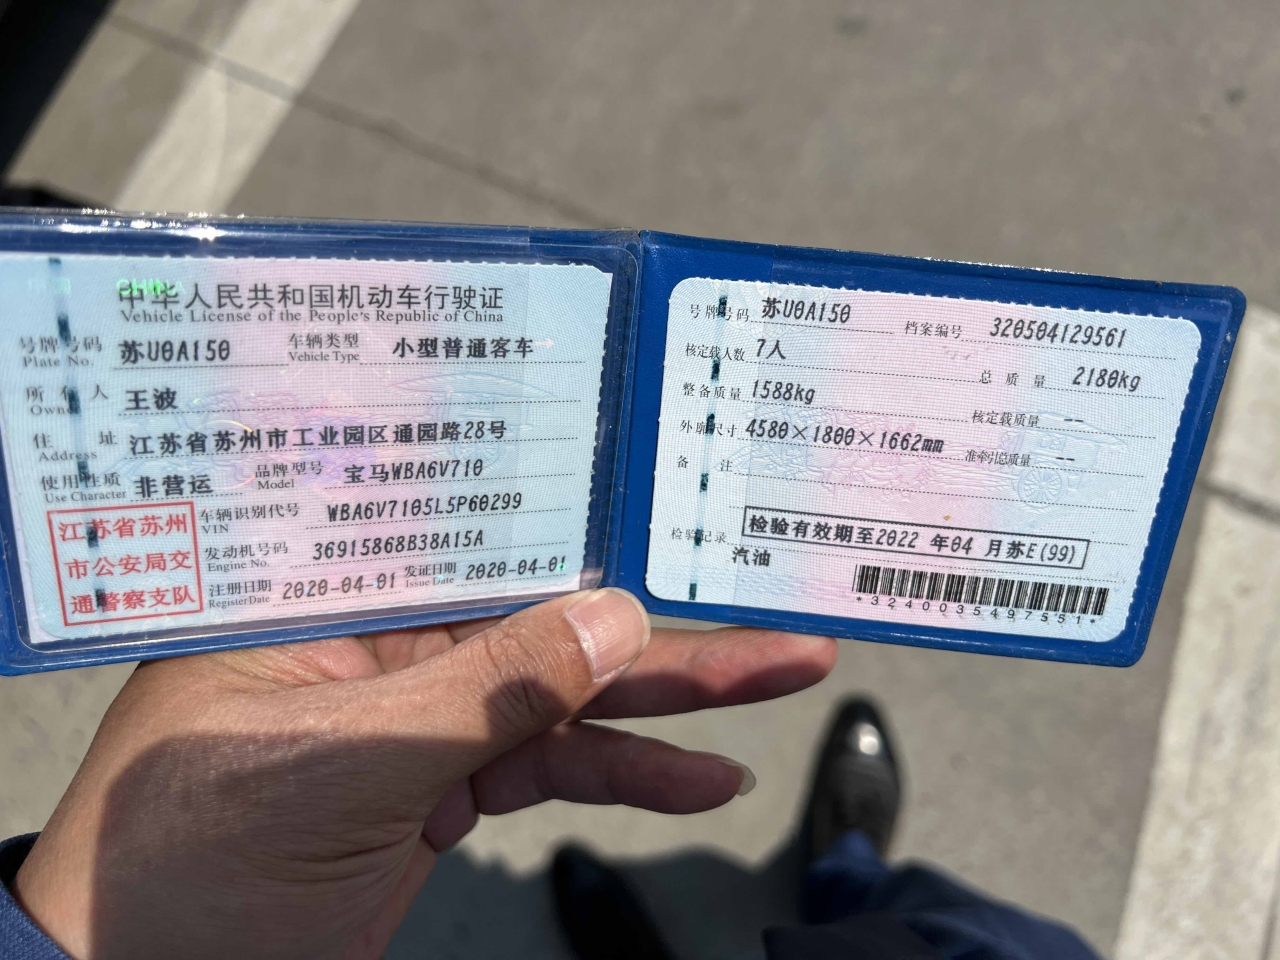 中华人民共和国机动车行驶证
Vehicle License of the People's Republic of China
号牌号码 苏U0A150 车辆类型 小型普通客车
Plate No. Vehicle Type
所有人 王波
Owner
住址 江苏省苏州市工业园区通园路28号
Address
使用性质 非营运 品牌型号 宝马WBA6V710
Use Character Model
江苏省苏州
市公安局交
通警察支队
车辆识别代号 WBA6V7105L5P60299
VIN
发动机号码 36915868B38A15A
Engine No.
注册日期 2020-04-01 发证日期 2020-04-01
Register Date Issue Date
号牌号码 苏U0A150 档案编号 320504129561
核定载人数 7人 总质量 2180kg
整备质量 1588kg 核定载质量 --
外廓尺寸 4580×1800×1662mm 准牵引总质量 --
备注
检验记录 检验有效期至2022 年04 月苏E(99)
汽油
*3240035497551*